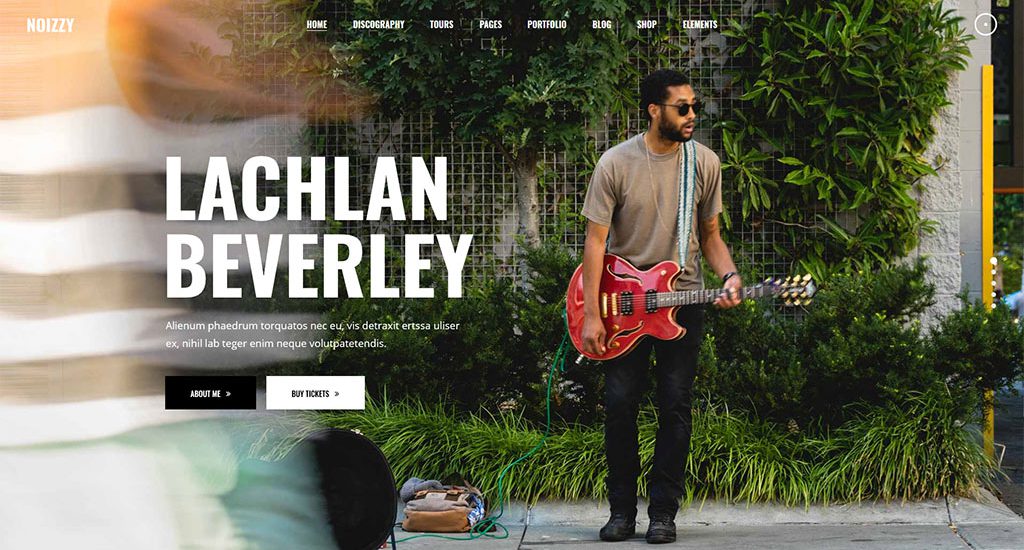 NOIZZY
HOME DISCOGRAPHY TOURS PAGES PORTFOLIO BLOG SHOP ELEMENTS
LACHLAN
BEVERLEY
Alienum phaedrum torquatos nec eu, vis detraxit ertssa uliser
ex, nihil lab teger enim neque volutpatetendis.
ABOUT ME » BUY TICKETS »